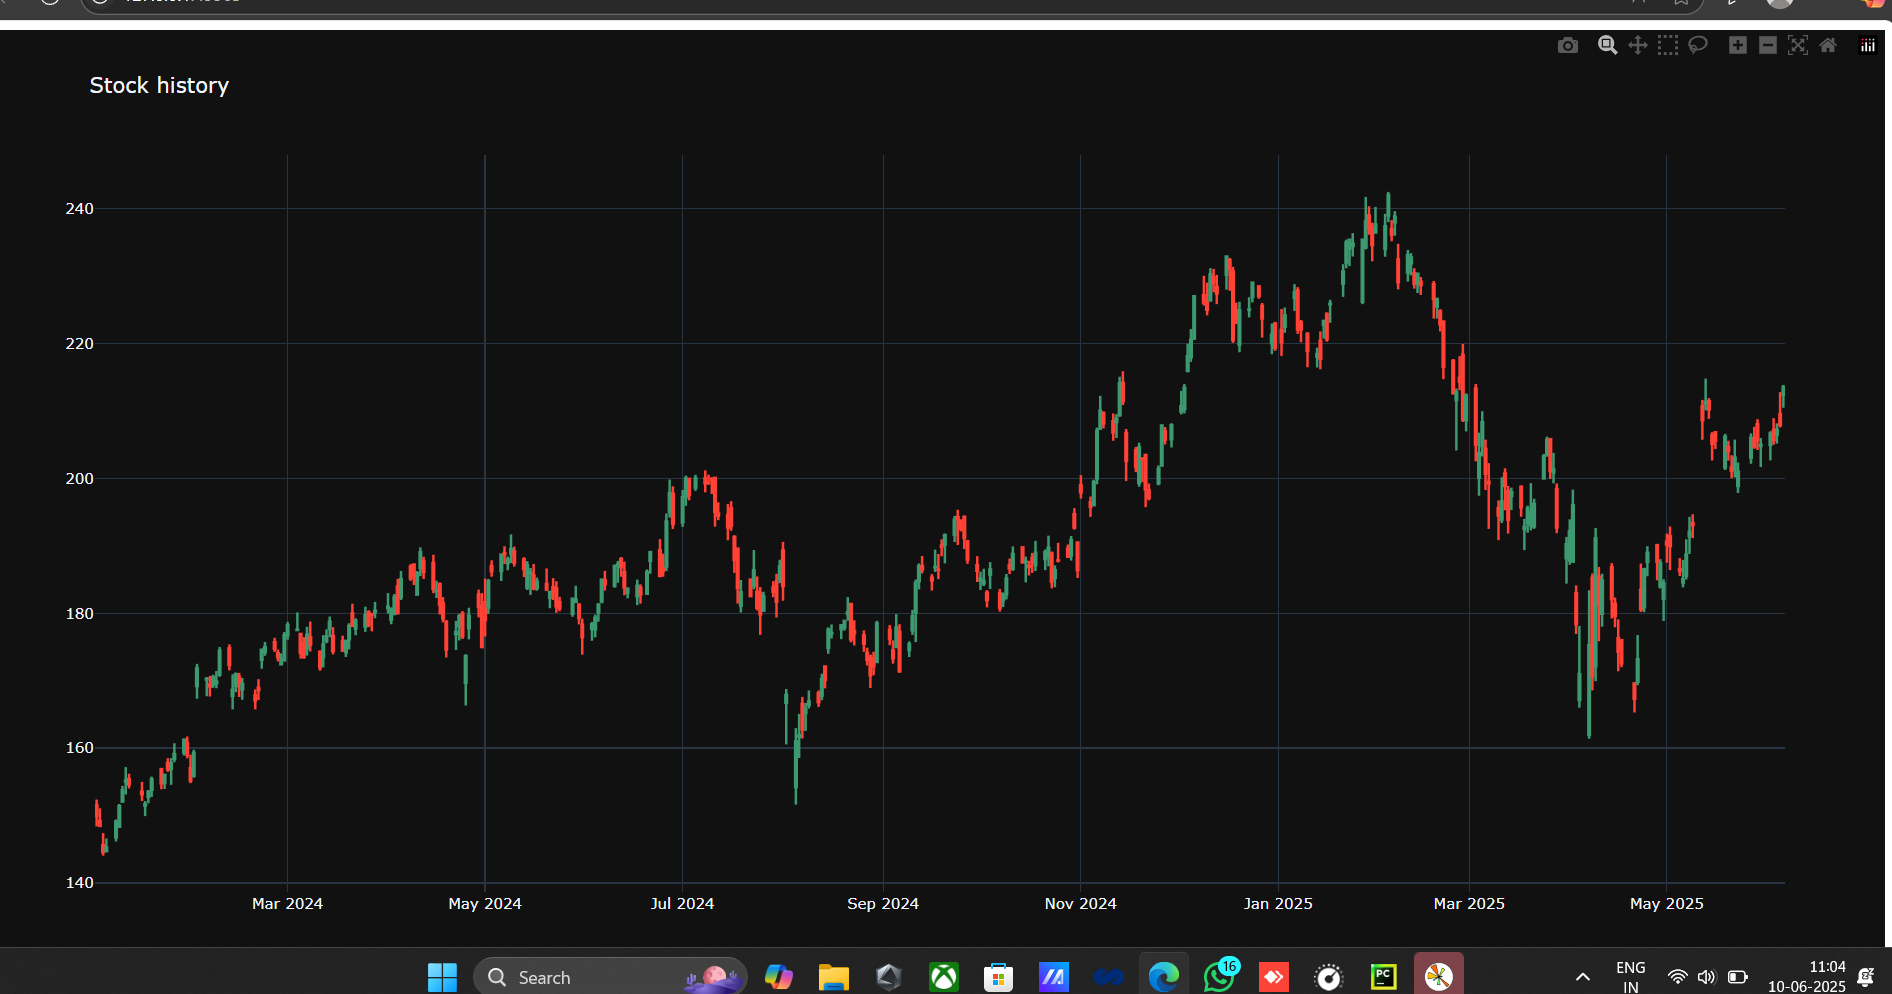 Stock history
240
220
200
180
160
140
Mar 2024
May 2024
Jul 2024
Sep 2024
Nov 2024
Jan 2025
Mar 2025
May 2025
Search
16
PC
ENG
IN
11:04
10-06-2025